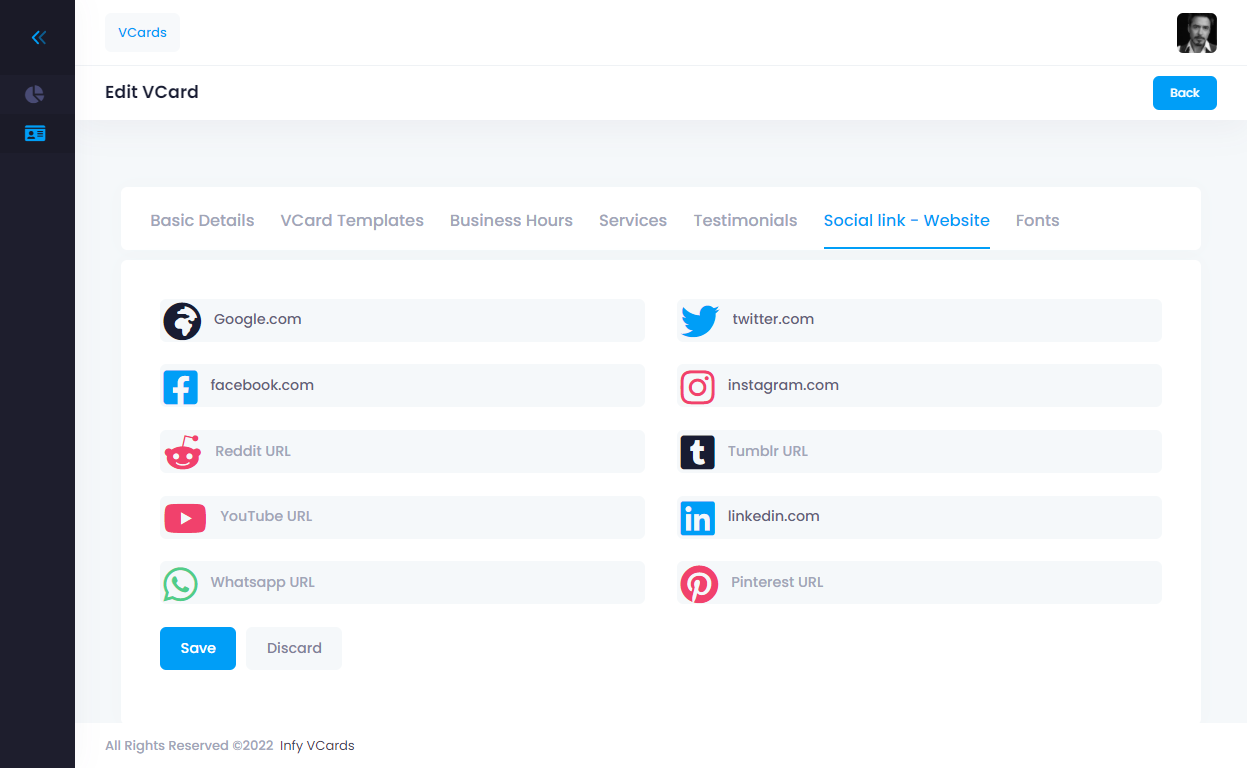 VCards
Edit VCard
Back
Basic Details VCard Templates Business Hours Services Testimonials Social link - Website Fonts
Google.com
twitter.com
facebook.com
instagram.com
Reddit URL
Tumblr URL
YouTube URL
linkedin.com
Whatsapp URL
Pinterest URL
Save Discard
All Rights Reserved ©2022 Infy VCards